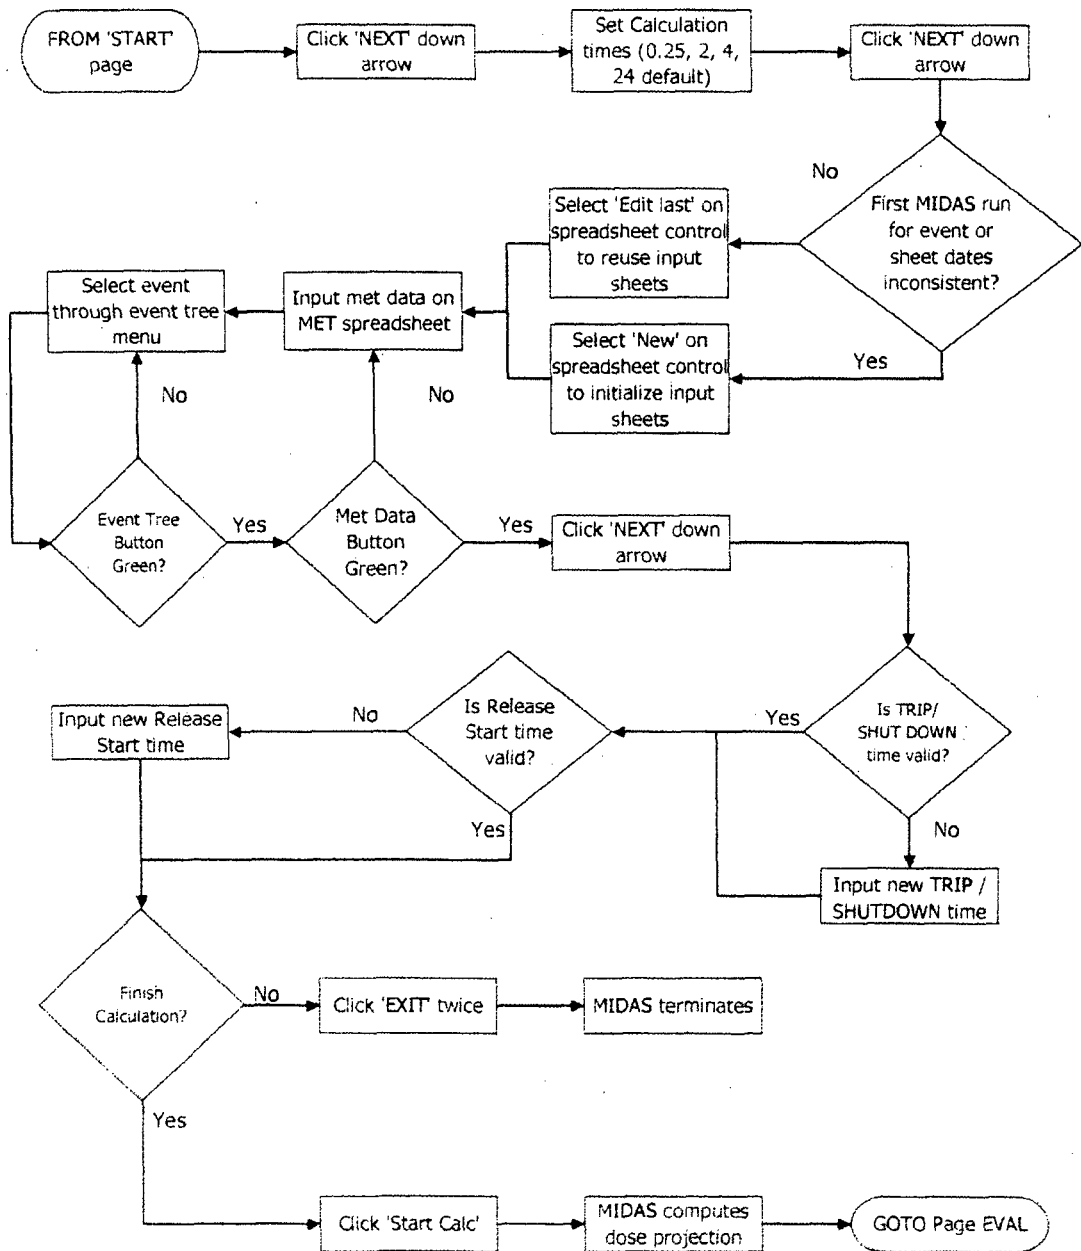 FROM 'START'
page
Click 'NEXT' down
arrow
Set Calculation
times (0.25, 2, 4,
24 default)
Click 'NEXT' down
arrow
No
First MIDAS run
for event or
sheet dates
inconsistent?
Select 'Edit last' on
spreadsheet control
to reuse input
sheets
Yes
Select 'New' on
spreadsheet control
to initialize input
sheets
Input met data on
MET spreadsheet
Select event
through event tree
menu
No
No
Event Tree
Button
Green?
Yes
Met Data
Button
Green?
Yes
Click 'NEXT' down
arrow
Is TRIP/
SHUT DOWN
time valid?
Yes
No
Input new TRIP /
SHUTDOWN time
Is Release
Start time
valid?
No
Yes
Input new Release
Start time
Finish
Calculation?
No
Click 'EXIT' twice
MIDAS terminates
Yes
Click 'Start Calc'
MIDAS computes
dose projection
GOTO Page EVAL